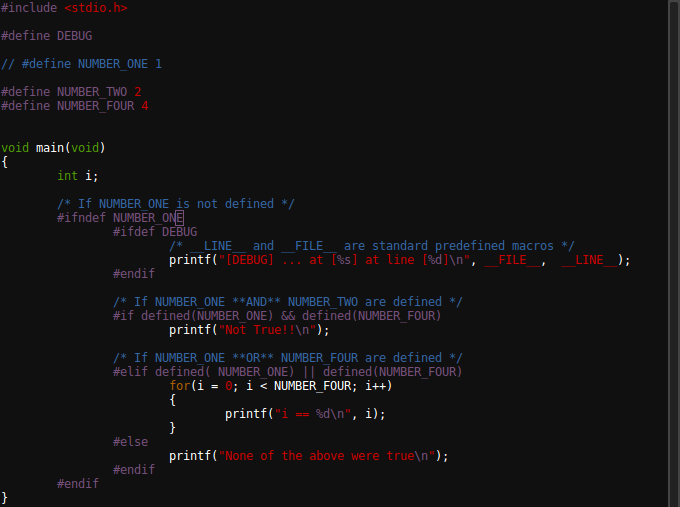 #include <stdio.h>
#define DEBUG
// #define NUMBER_ONE 1
#define NUMBER_TWO 2
#define NUMBER_FOUR 4
void main(void)
{
int i;
/* If NUMBER_ONE is not defined */
#ifndef NUMBER_ONE
#ifdef DEBUG
/* __LINE__ and __FILE__ are standard predefined macros */
printf("[DEBUG] ... at [%s] at line [%d]\n", __FILE__,  __LINE__);
#endif
/* If NUMBER_ONE **AND** NUMBER_TWO are defined */
#if defined(NUMBER_ONE) && defined(NUMBER_FOUR)
printf("Not True!!\n");
/* If NUMBER_ONE **OR** NUMBER_FOUR are defined */
#elif defined( NUMBER_ONE) || defined(NUMBER_FOUR)
for(i = 0; i < NUMBER_FOUR; i++)
{
printf("i == %d\n", i);
}
#else
printf("None of the above were true\n");
#endif
#endif
}